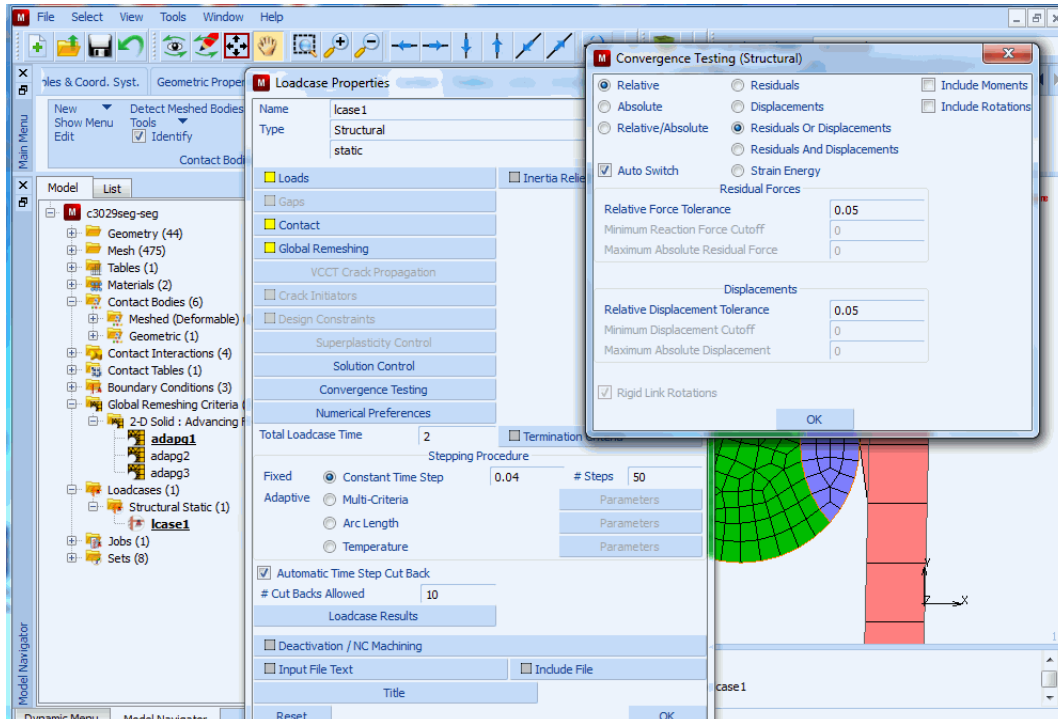 M File Select View Tools Window Help
ples & Coord. Syst. Geometric Proper
New Detect Meshed Bodies
Show Menu Tools
Edit Identify
Contact Bodi
Main Menu
Model List
c3029seg-seg
Geometry (44)
Mesh (475)
Tables (1)
Materials (2)
Contact Bodies (6)
Meshed (Deformable)
Geometric (1)
Contact Interactions (4)
Contact Tables (1)
Boundary Conditions (3)
Global Remeshing Criteria (
2-D Solid : Advancing F
adapg1
adapg2
adapg3
Loadcases (1)
Structural Static (1)
lcase1
Jobs (1)
Sets (8)
Model Navigator
Dynamic Menu Model Navigator
M Loadcase Properties
Name lcase1
Type Structural
static
Loads Inertia Relie
Gaps
Contact
Global Remeshing
VCCT Crack Propagation
Crack Initiators
Design Constraints
Superplasticity Control
Solution Control
Convergence Testing
Numerical Preferences
Total Loadcase Time 2 Termination Criteria
Stepping Procedure
Fixed Constant Time Step 0.04 # Steps 50
Adaptive Multi-Criteria Parameters
Arc Length
Temperature Parameters
Automatic Time Step Cut Back
# Cut Backs Allowed 10
Loadcase Results
Deactivation / NC Machining
Input File Text Include File
Title
Reset OK
M Convergence Testing (Structural)
Relative Residuals Include Moments
Absolute Displacements Include Rotations
Relative/Absolute Residuals Or Displacements
Residuals And Displacements
Auto Switch Strain Energy
Residual Forces
Relative Force Tolerance 0.05
Minimum Reaction Force Cutoff 0
Maximum Absolute Residual Force 0
Displacements
Relative Displacement Tolerance 0.05
Minimum Displacement Cutoff 0
Maximum Absolute Displacement 0
Rigid Link Rotations
OK
Y
Z X
1
case1